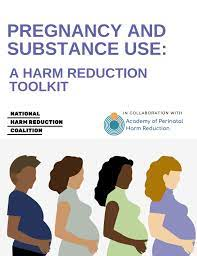 PREGNANCY AND
SUBSTANCE USE:
A HARM REDUCTION
TOOLKIT
NATIONAL
HARM REDUCTION
COALITION
IN COLLABORATION WITH
Academy of Perinatal
Harm Reduction